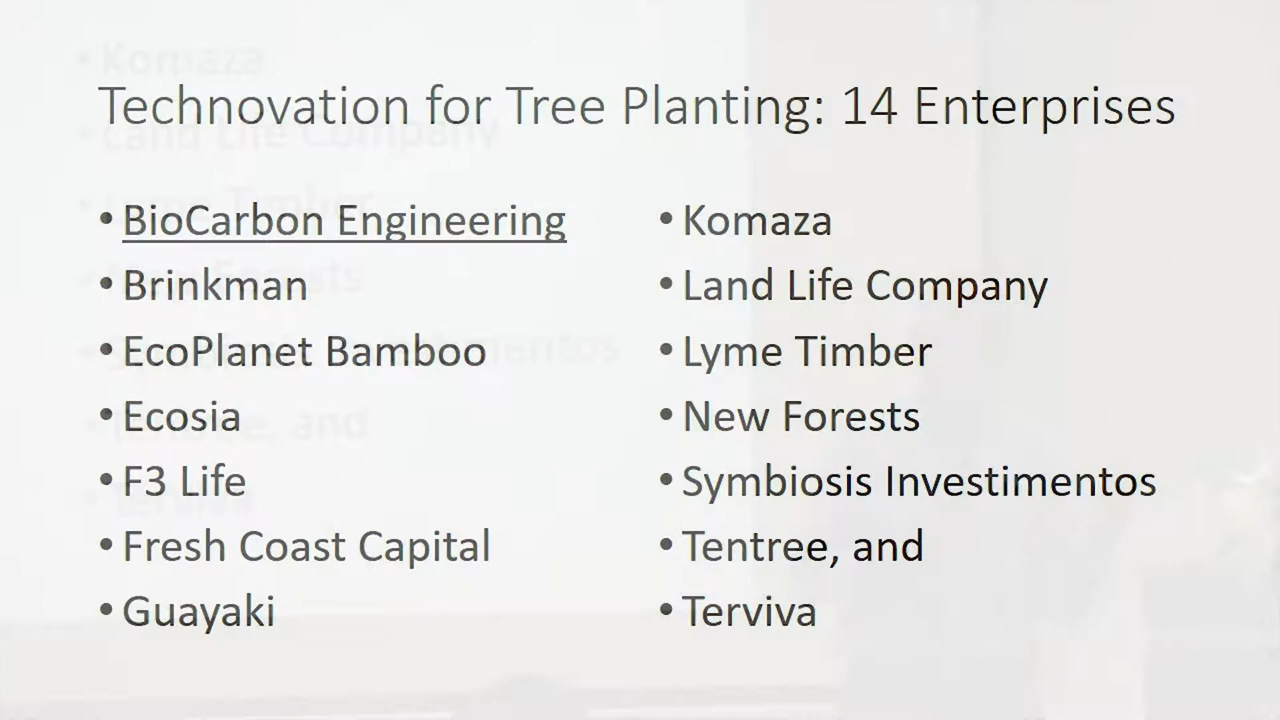 Technovation for Tree Planting: 14 Enterprises
• BioCarbon Engineering
• Brinkman
• EcoPlanet Bamboo
• Ecosia
• F3 Life
• Fresh Coast Capital
• Guayaki
• Komaza
• Land Life Company
• Lyme Timber
• New Forests
• Symbiosis Investimentos
• Tentree, and
• Terviva